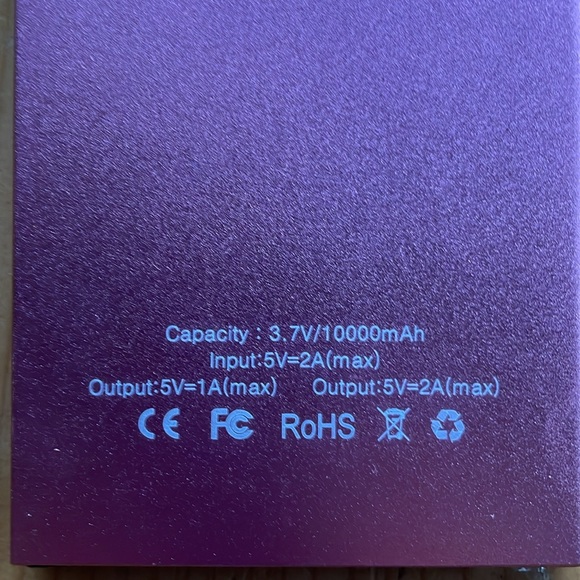 Capacity : 3.7V/10000mAh
Input:5V=2A(max)
Output:5V=1A(max) Output:5V=2A(max)
CE FC RoHS